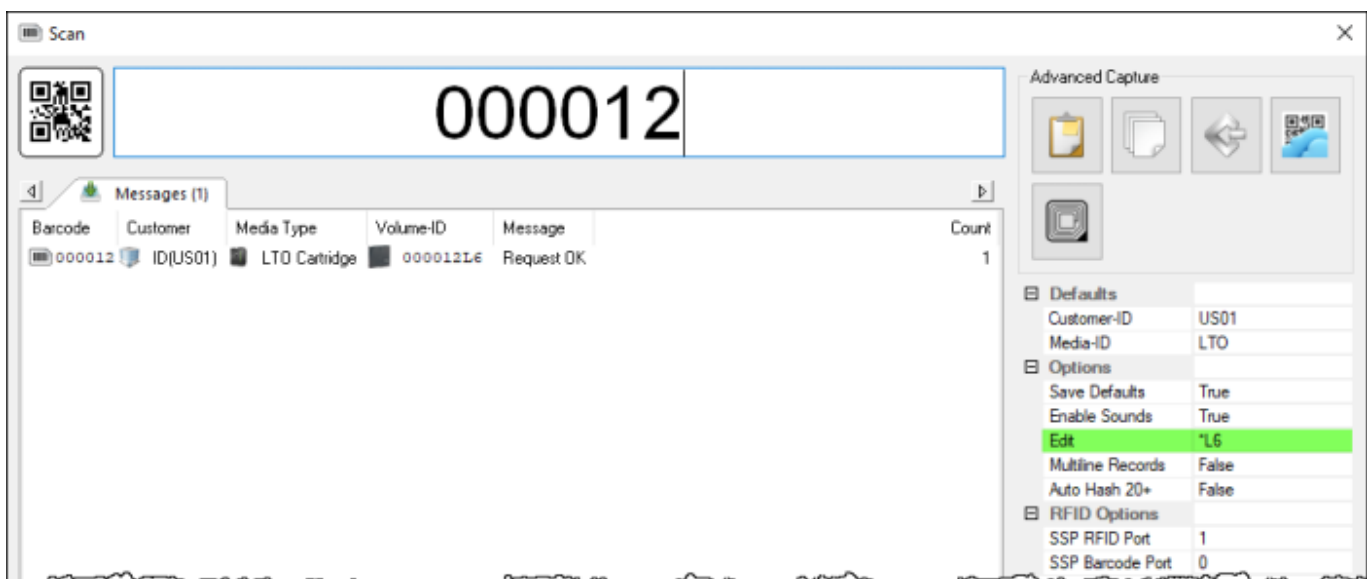 Scan
000012
Advanced Capture
Messages (1)
Barcode Customer Media Type Volume-ID Message Count
000012 ID(US01) LTO Cartridge 000012L6 Request OK 1
Defaults
Customer-ID US01
Media-ID LTO
Options
Save Defaults True
Enable Sounds True
Edit *L6
Multiline Records False
Auto Hash 20+ False
RFID Options
SSP RFID Port 1
SSP Barcode Port 0